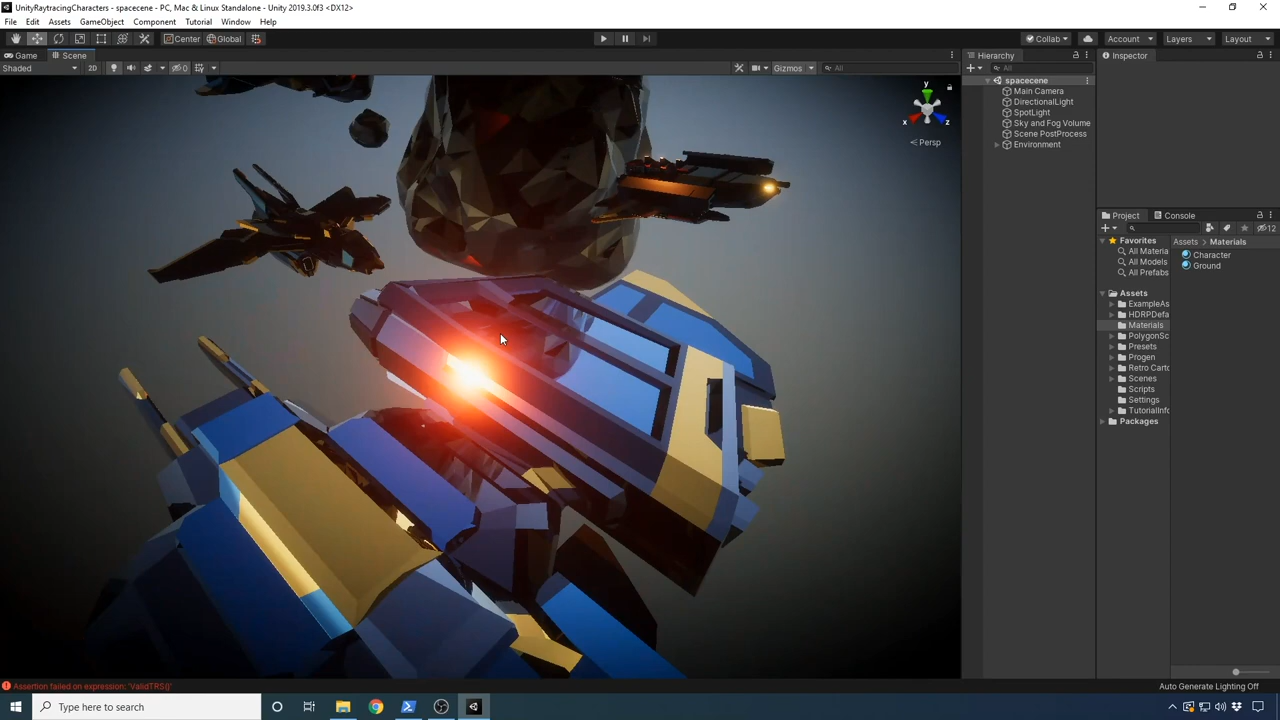 UnityRaytracingCharacters - spacecene - PC, Mac & Linux Standalone - Unity 2019.3.0f3 <DX12>
File Edit Assets GameObject Component Tutorial Window Help
Center Global Collab Account Layers Layout
Game Scene
Shaded 2D 0 Gizmos All
Persp
y
x z
Hierarchy
All
spacecene
Main Camera
DirectionalLight
SpotLight
Sky and Fog Volume
Scene PostProcess
Environment
Inspector
Project Console
12
Favorites
All Materia
All Models
All Prefabs
Assets
ExampleAs
HDRPDefa
Materials
PolygonSc
Presets
Progen
Retro Carto
Scenes
Scripts
Settings
TutorialInfo
Packages
Assets > Materials
Character
Ground
Assertion failed on expression: 'ValidTRS()'
Auto Generate Lighting Off
Type here to search